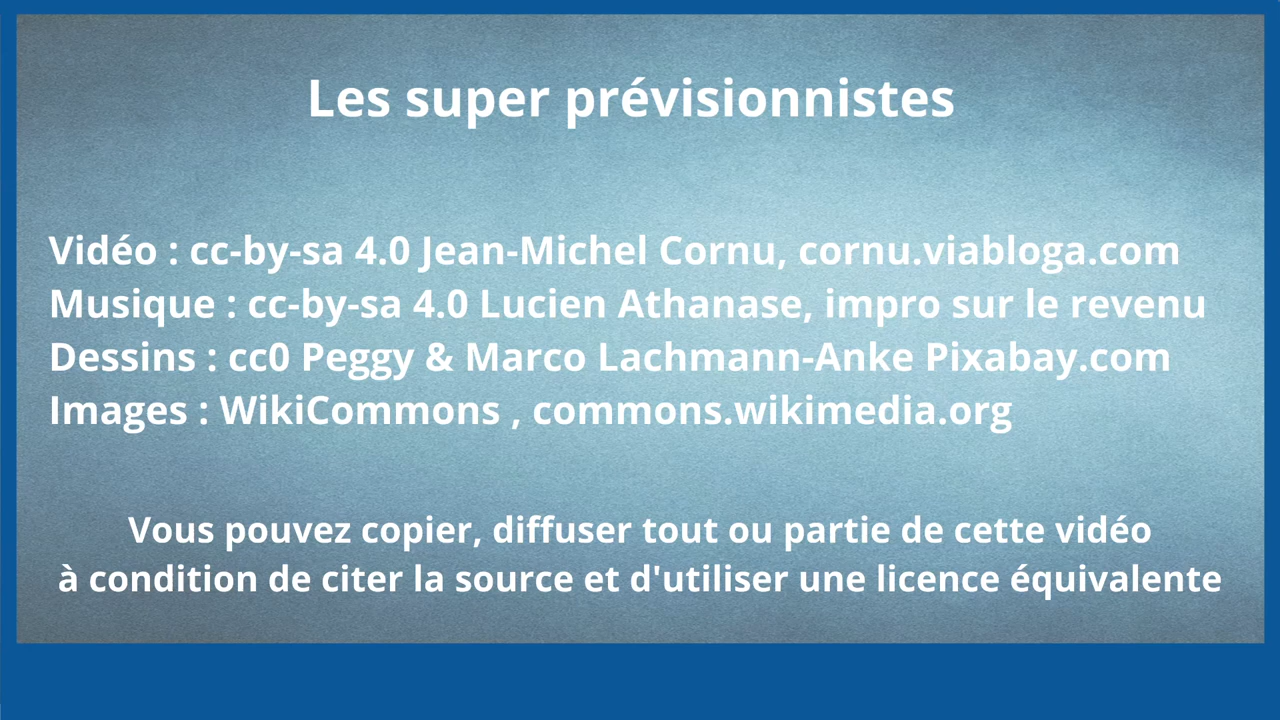 Les super prévisionnistes
Vidéo : cc-by-sa 4.0 Jean-Michel Cornu, cornu.viabloga.com
Musique : cc-by-sa 4.0 Lucien Athanase, impro sur le revenu
Dessins : cc0 Peggy & Marco Lachmann-Anke Pixabay.com
Images : WikiCommons , commons.wikimedia.org
Vous pouvez copier, diffuser tout ou partie de cette vidéo
à condition de citer la source et d'utiliser une licence équivalente